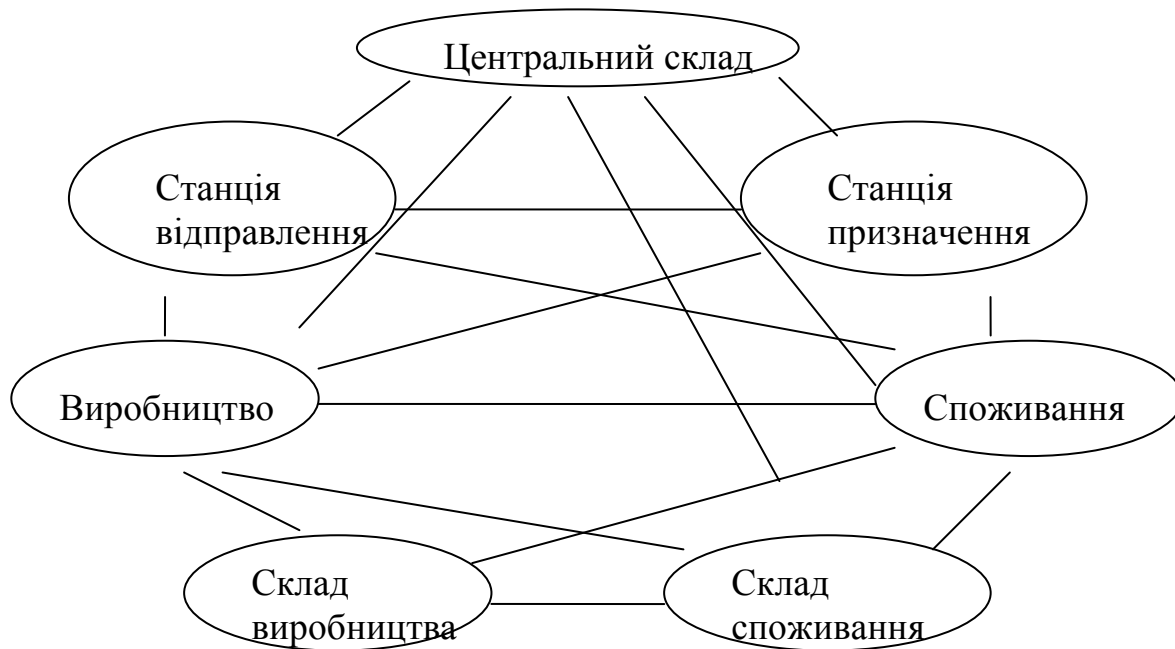 Центральний склад
Станція
відправлення
Станція
призначення
Виробництво
Споживання
Склад
виробництва
Склад
споживання